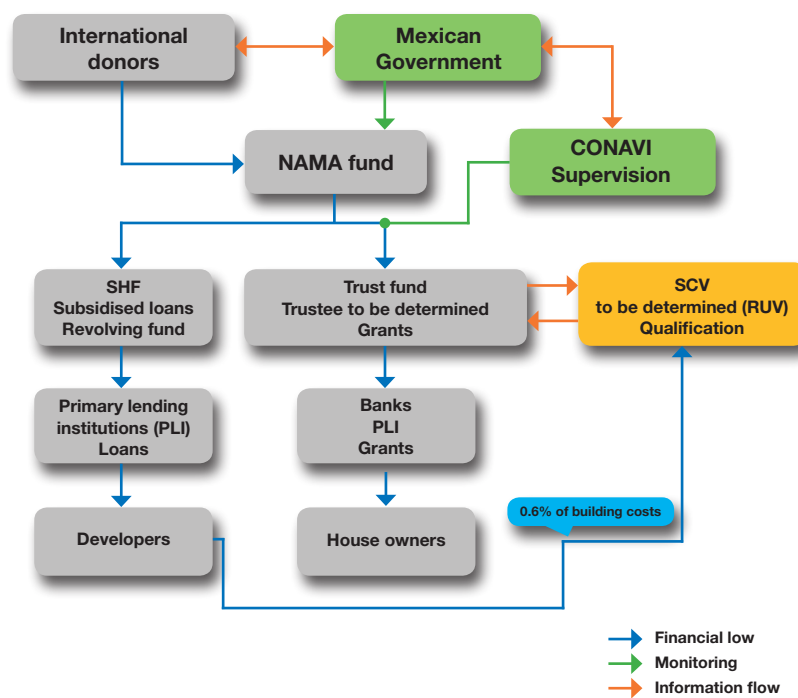 International
donors
Mexican
Government
NAMA fund
CONAVI
Supervision
SHF
Subsidised loans
Revolving fund
Trust fund
Trustee to be determined
Grants
SCV
to be determined (RUV)
Qualification
Primary lending
institutions (PLI)
Loans
Banks
PLI
Grants
0.6% of building costs
Developers
House owners
Financial low
Monitoring
Information flow